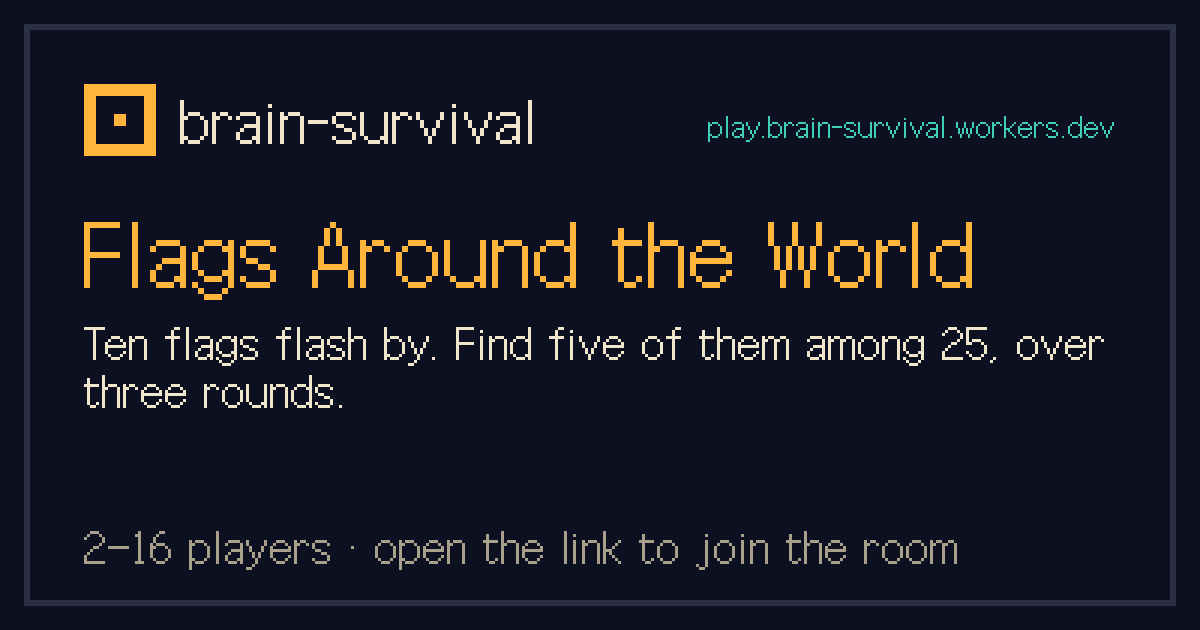 brain-survival
play.brain-survival.workers.dev
Flags Around the World
Ten flags flash by. Find five of them among 25, over
three rounds.
2–16 players · open the link to join the room